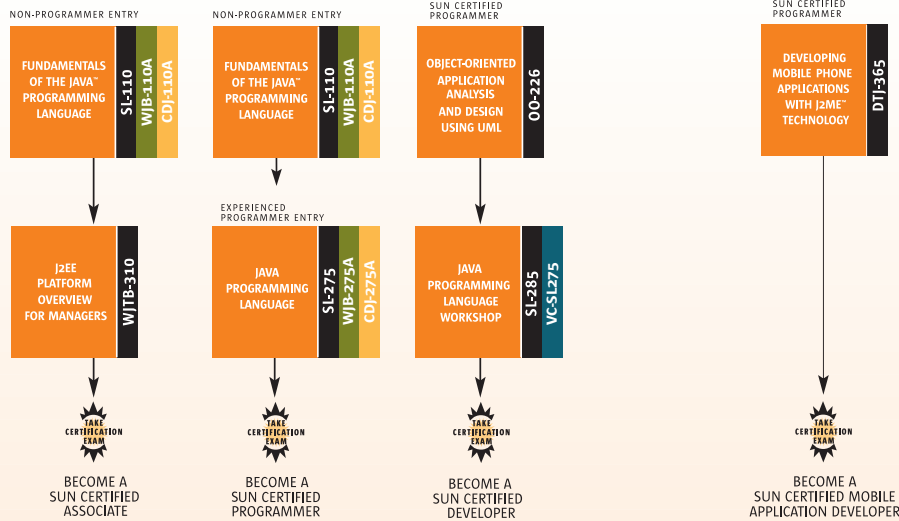 NON-PROGRAMMER ENTRY
FUNDAMENTALS
OF THE JAVA™
PROGRAMMING
LANGUAGE
SL-110
WJB-110A
CDJ-110A
J2EE
PLATFORM
OVERVIEW
FOR MANAGERS
WJTB-310
TAKE
CERTIFICATION
EXAM
BECOME A
SUN CERTIFIED
ASSOCIATE
NON-PROGRAMMER ENTRY
FUNDAMENTALS
OF THE JAVA™
PROGRAMMING
LANGUAGE
SL-110
WJB-110A
CDJ-110A
EXPERIENCED
PROGRAMMER ENTRY
JAVA
PROGRAMMING
LANGUAGE
SL-275
WJB-275A
CDJ-275A
TAKE
CERTIFICATION
EXAM
BECOME A
SUN CERTIFIED
PROGRAMMER
SUN CERTIFIED
PROGRAMMER
OBJECT-ORIENTED
APPLICATION
ANALYSIS
AND DESIGN
USING UML
OO-226
JAVA
PROGRAMMING
LANGUAGE
WORKSHOP
SL-285
VC-SL275
TAKE
CERTIFICATION
EXAM
BECOME A
SUN CERTIFIED
DEVELOPER
SUN CERTIFIED
PROGRAMMER
DEVELOPING
MOBILE PHONE
APPLICATIONS
WITH J2ME™
TECHNOLOGY
DTJ-365
TAKE
CERTIFICATION
EXAM
BECOME A
SUN CERTIFIED MOBILE
APPLICATION DEVELOPER